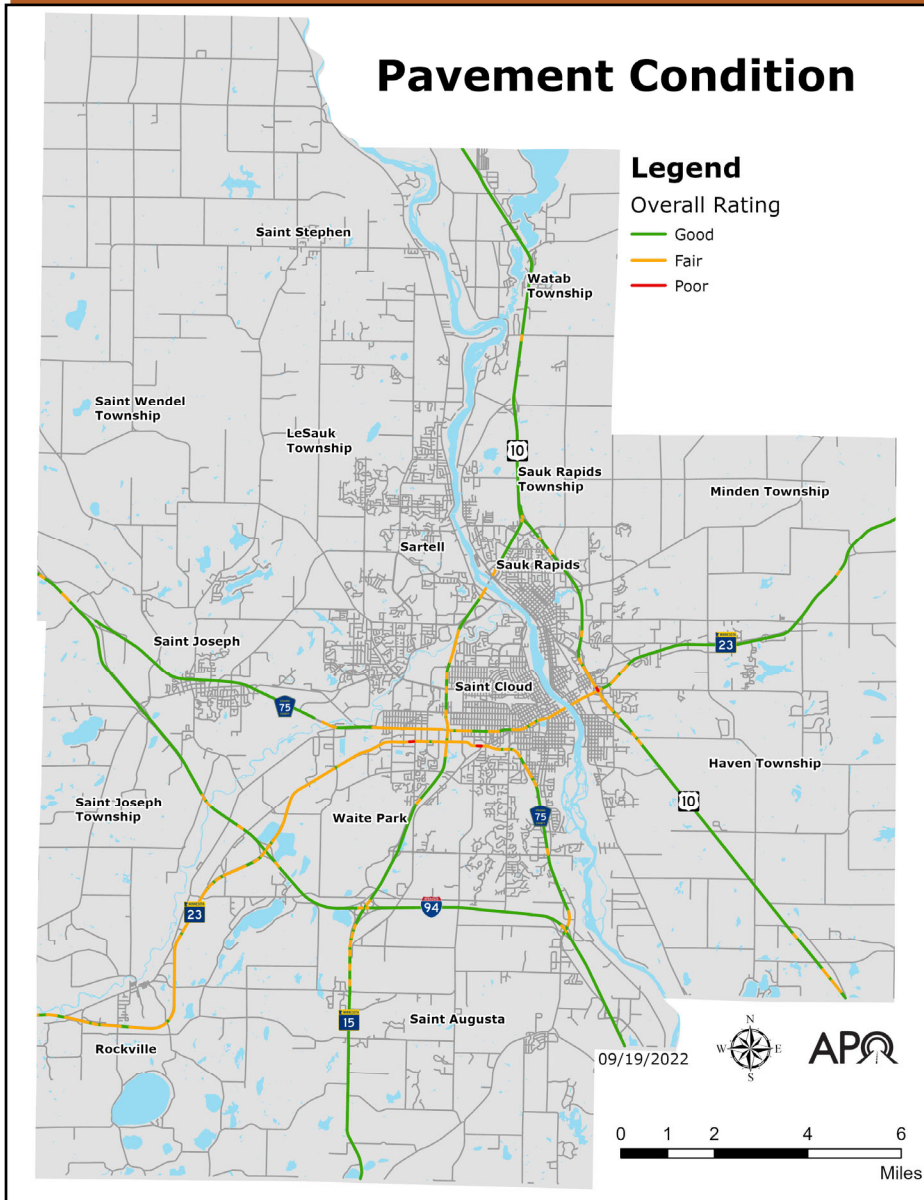 Pavement Condition
Legend
Overall Rating
Good
Fair
Poor
Saint Stephen
Watab
Township
Saint Wendel
Township
LeSauk
Township
10
Sauk Rapids
Township
Minden Township
Sartell
Sauk Rapids
Saint Joseph
23
Saint Cloud
75
Haven Township
Saint Joseph
Township
Waite Park
75
10
94
23
15
Saint Augusta
Rockville
09/19/2022
N
W
E
S
APO
0 1 2 4 6
Miles